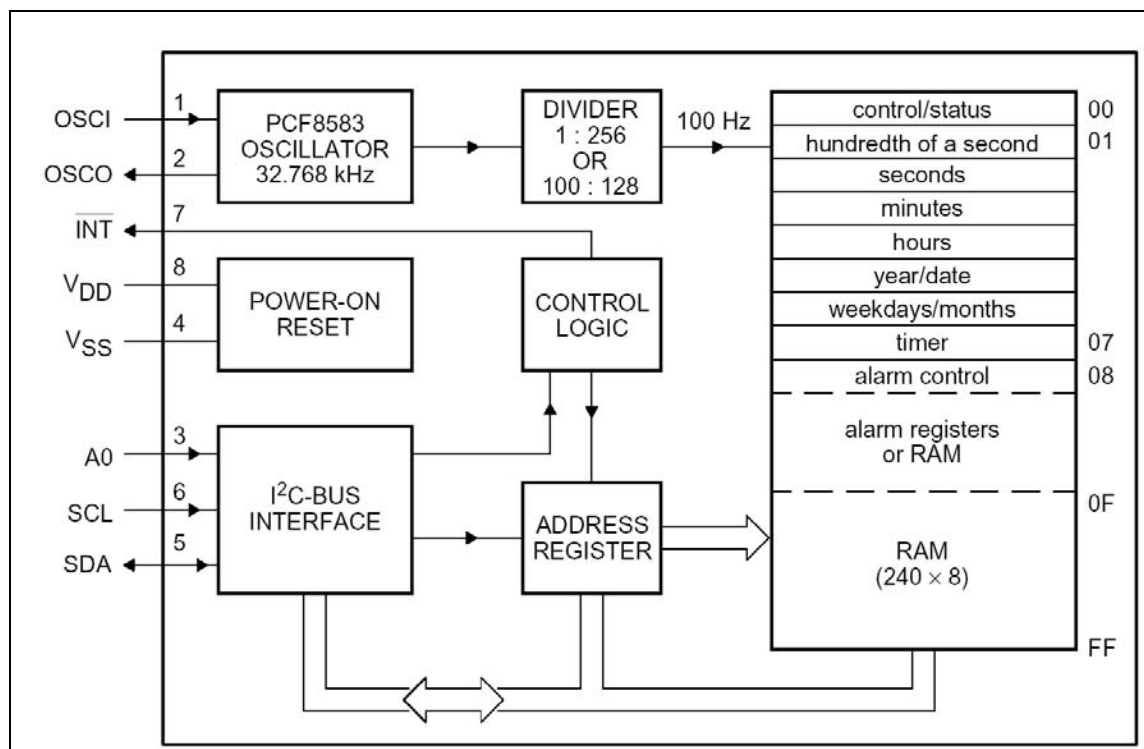 OSCI
1
OSCO
2
INT
7
VDD
8
VSS
4
A0
3
SCL
6
SDA
5
PCF8583
OSCILLATOR
32.768 kHz
DIVIDER
1 : 256
OR
100 : 128
100 Hz
POWER-ON
RESET
CONTROL
LOGIC
I2C-BUS
INTERFACE
ADDRESS
REGISTER
control/status 00
hundredth of a second 01
seconds
minutes
hours
year/date
weekdays/months
timer 07
alarm control 08
alarm registers
or RAM
0F
RAM
(240 × 8)
FF